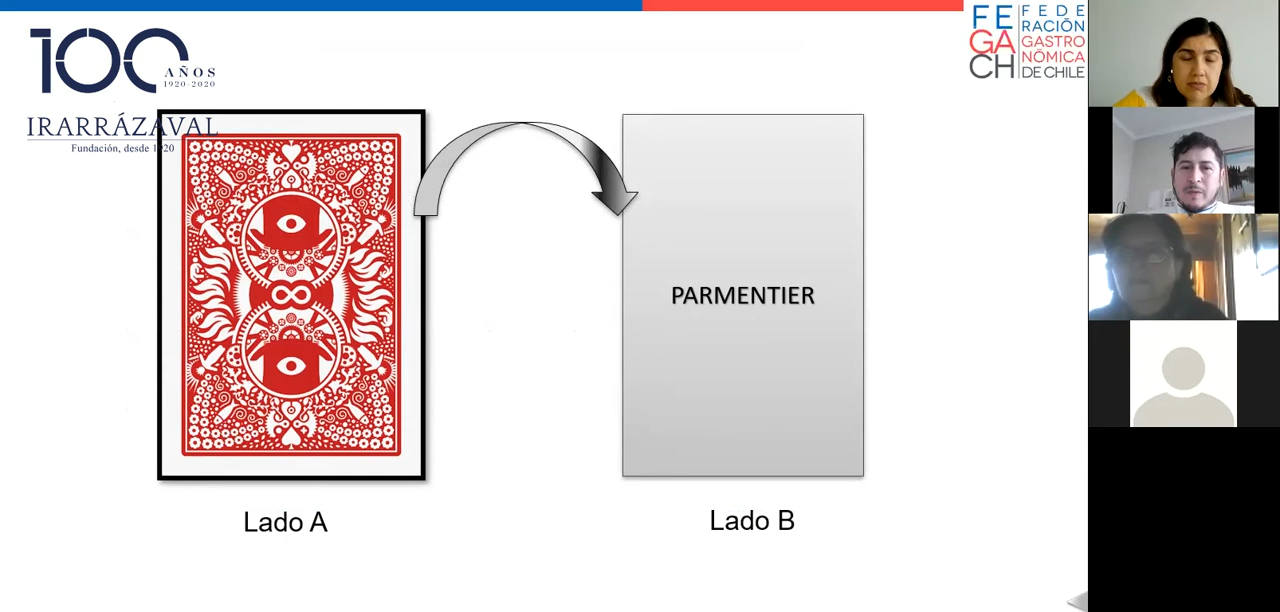 100
AÑOS
1920-2020
IRARRÁZAVAL
Fundación, desde 1920
FE
GA
CH
FEDE
RACIÓN
GASTRO
NÓMICA
DE CHILE
PARMENTIER
Lado A
Lado B